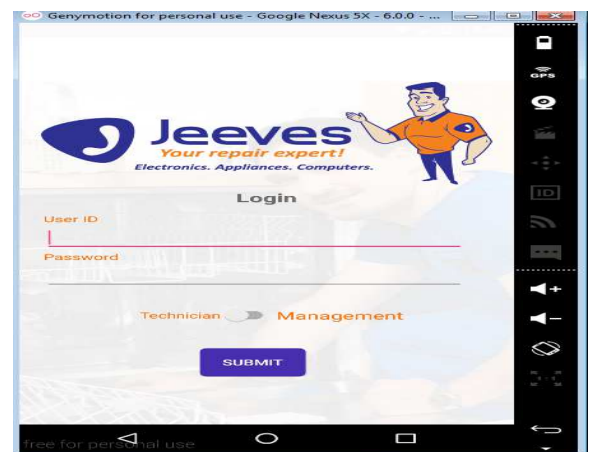 Genymotion for personal use - Google Nexus 5X - 6.0.0 - ...
GPS
Jeeves
Your repair expert!
Electronics. Appliances. Computers.
Login
User ID
Password
Technician Management
SUBMIT
ID
free for personal use